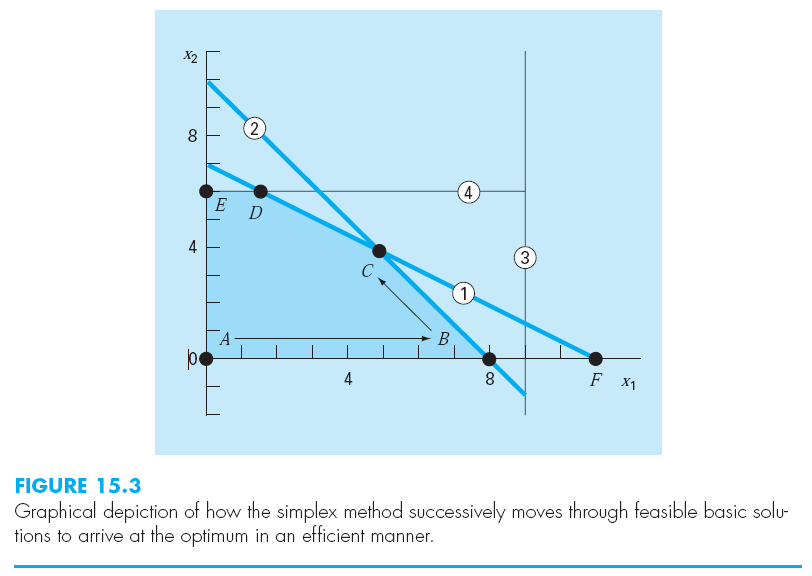 x2
2
8
4
E
D
4
3
C
1
A
B
0
4
8
F
x1
FIGURE 15.3
Graphical depiction of how the simplex method successively moves through feasible basic solu-
tions to arrive at the optimum in an efficient manner.